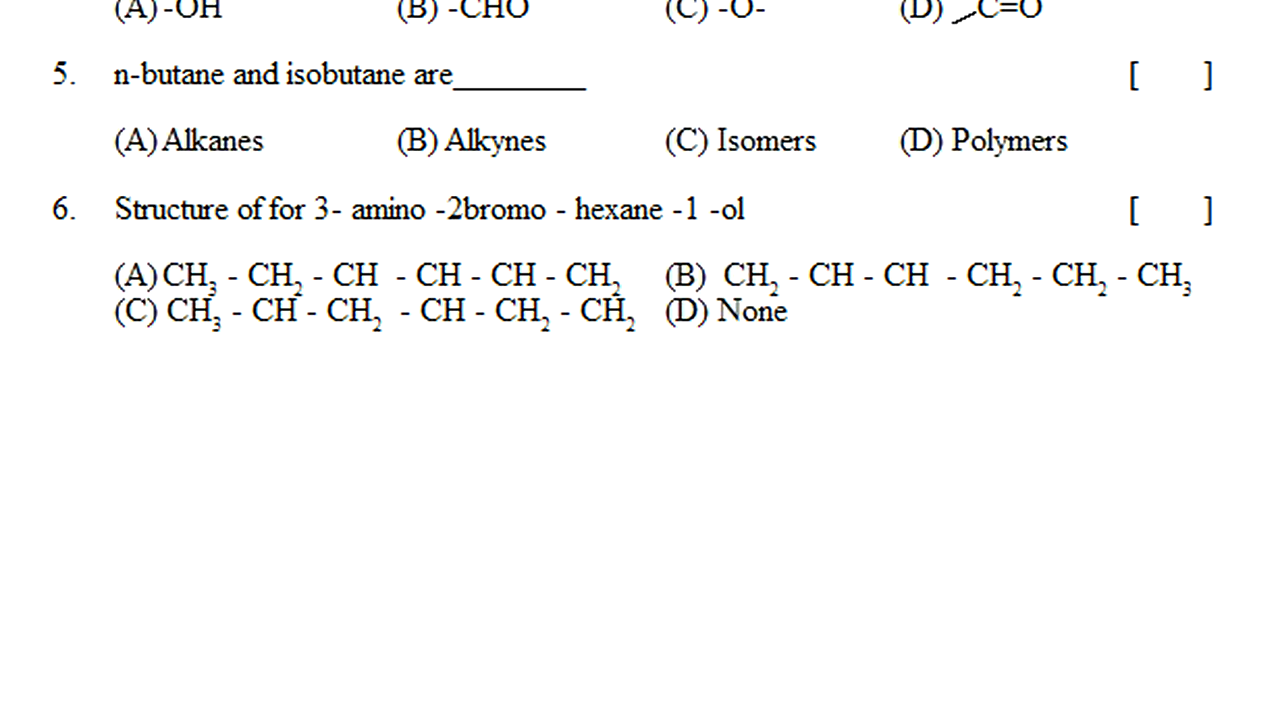 (A) -OH (B) -CHO (C) -O- (D) C=O
5. n-butane and isobutane are________ [ ]
(A) Alkanes (B) Alkynes (C) Isomers (D) Polymers
6. Structure of for 3- amino -2bromo - hexane -1 -ol [ ]
(A) CH₃ - CH₂ - CH - CH - CH - CH₂ (B) CH₂ - CH - CH - CH₂ - CH₂ - CH₃
(C) CH₃ - CH - CH₂ - CH - CH₂ - CH₂ (D) None